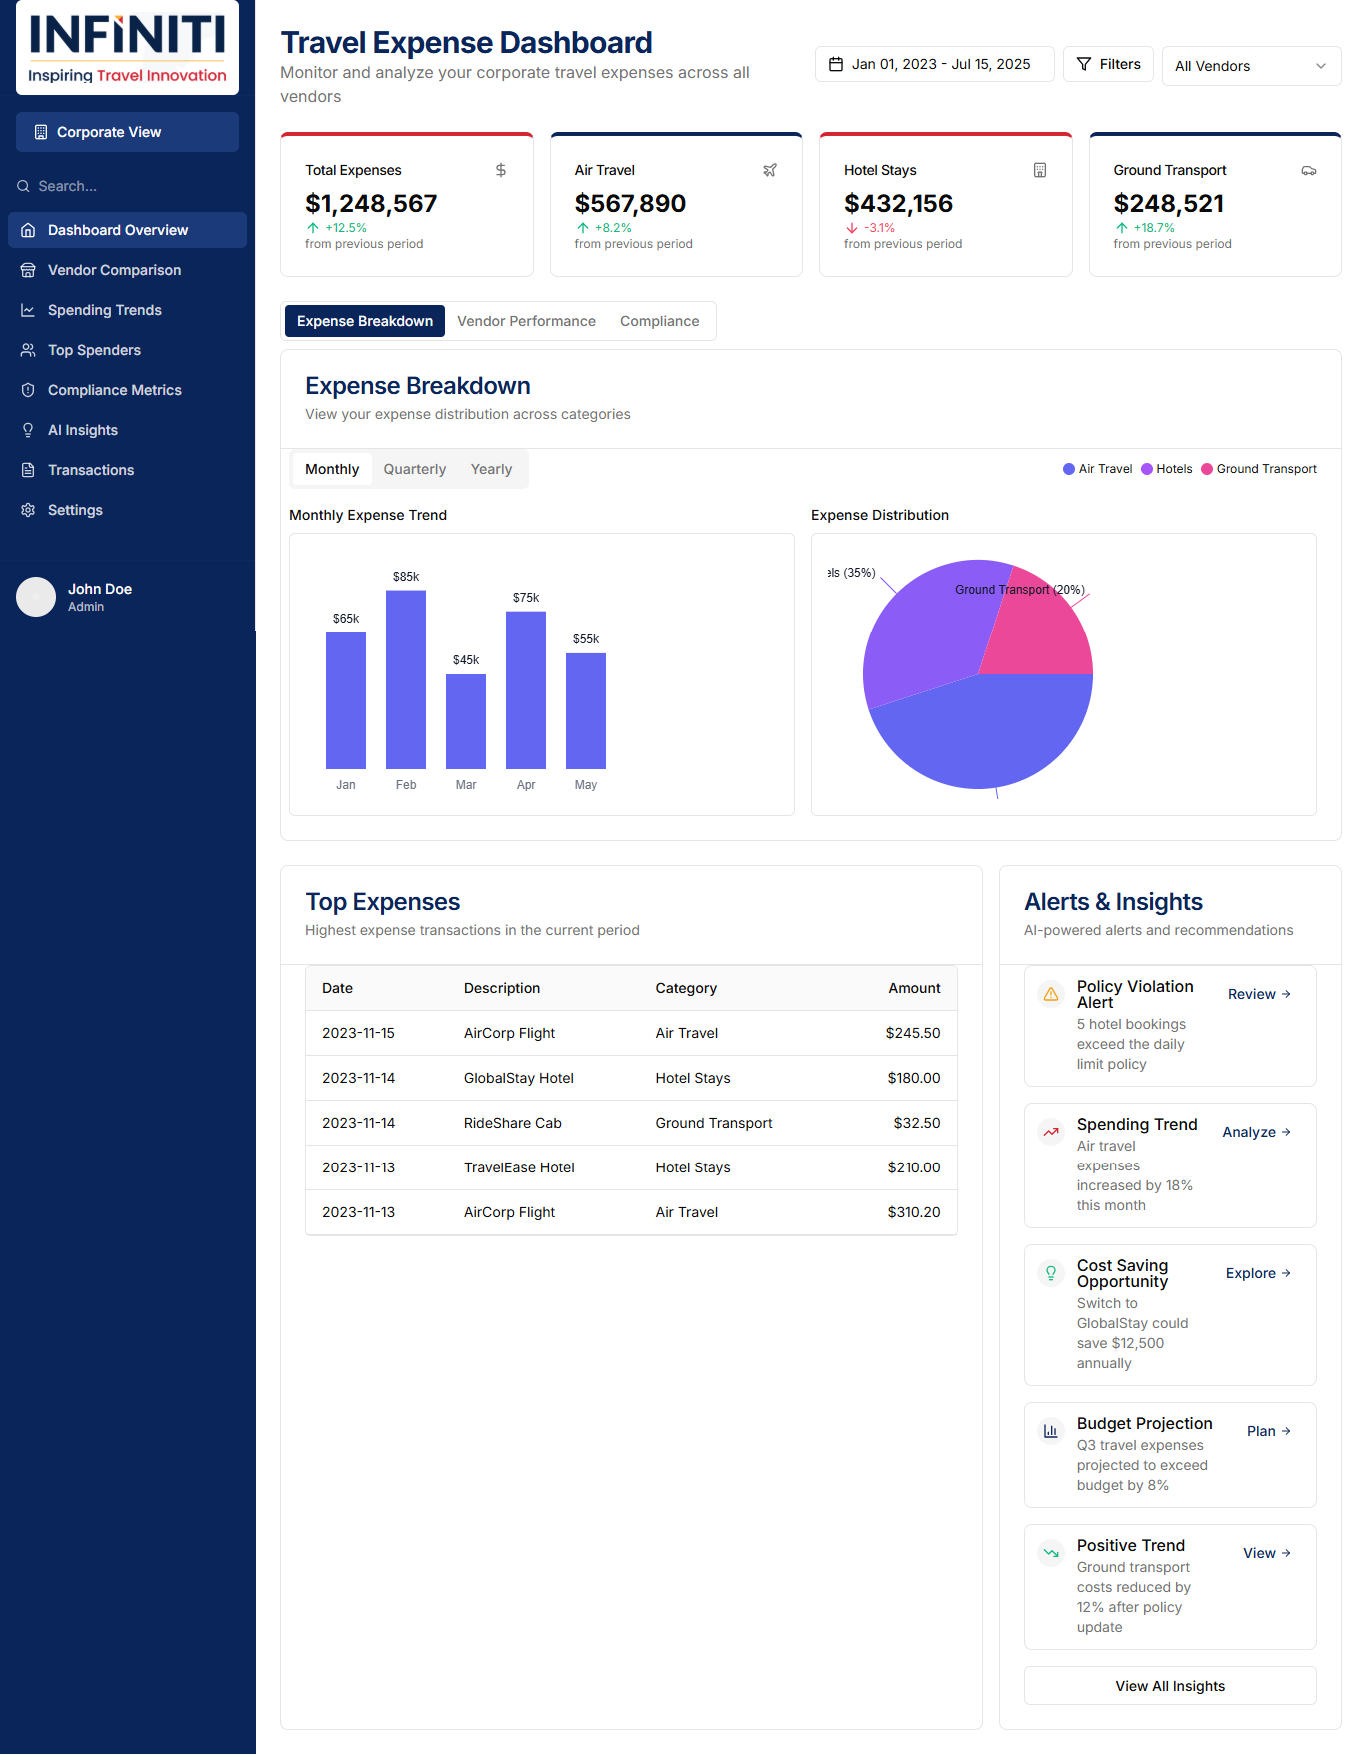 INFINITI
Inspiring Travel Innovation
Corporate View
Search...
Dashboard Overview
Vendor Comparison
Spending Trends
Top Spenders
Compliance Metrics
AI Insights
Transactions
Settings
John Doe
Admin
Travel Expense Dashboard
Monitor and analyze your corporate travel expenses across all
vendors
Jan 01, 2023 - Jul 15, 2025
Filters
All Vendors
Total Expenses
$1,248,567
+12.5%
from previous period
Air Travel
$567,890
+8.2%
from previous period
Hotel Stays
$432,156
-3.1%
from previous period
Ground Transport
$248,521
+18.7%
from previous period
Expense Breakdown Vendor Performance Compliance
Expense Breakdown
View your expense distribution across categories
Monthly Quarterly Yearly
Air Travel Hotels Ground Transport
Monthly Expense Trend
$65k
$85k
$45k
$75k
$55k
Jan Feb Mar Apr May
Expense Distribution
els (35%)
Ground Transport (20%)
Top Expenses
Highest expense transactions in the current period
Date Description Category Amount
2023-11-15 AirCorp Flight Air Travel $245.50
2023-11-14 GlobalStay Hotel Hotel Stays $180.00
2023-11-14 RideShare Cab Ground Transport $32.50
2023-11-13 TravelEase Hotel Hotel Stays $210.00
2023-11-13 AirCorp Flight Air Travel $310.20
Alerts & Insights
AI-powered alerts and recommendations
Policy Violation
Alert
Review →
5 hotel bookings
exceed the daily
limit policy
Spending Trend
Analyze →
Air travel
expenses
increased by 18%
this month
Cost Saving
Opportunity
Explore →
Switch to
GlobalStay could
save $12,500
annually
Budget Projection
Plan →
Q3 travel expenses
projected to exceed
budget by 8%
Positive Trend
View →
Ground transport
costs reduced by
12% after policy
update
View All Insights